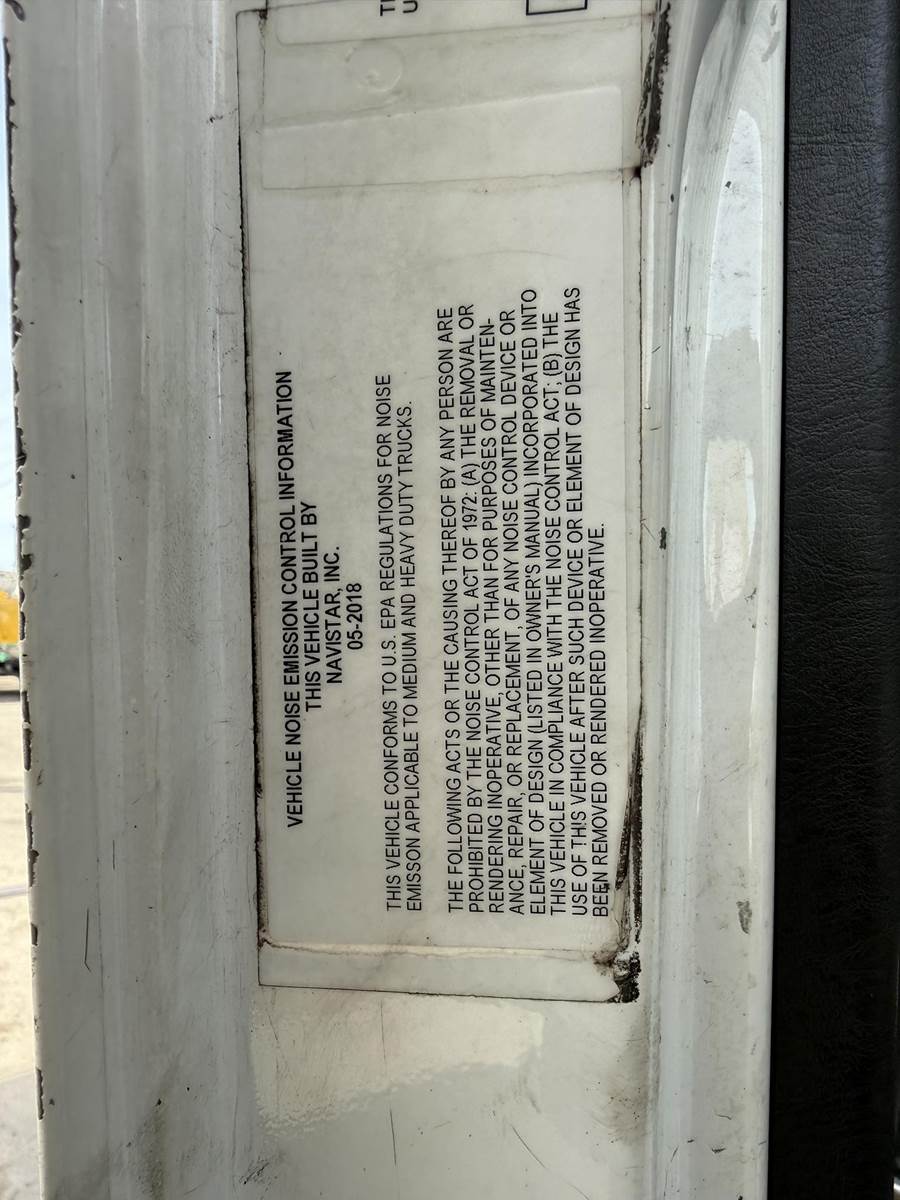 VEHICLE NOISE EMISSION CONTROL INFORMATION
THIS VEHICLE BUILT BY
NAVISTAR, INC.
05-2018
THIS VEHICLE CONFORMS TO U.S. EPA REGULATIONS FOR NOISE
EMISSON APPLICABLE TO MEDIUM AND HEAVY DUTY TRUCKS.
THE FOLLOWING ACTS OR THE CAUSING THEREOF BY ANY PERSON ARE
PROHIBITED BY THE NOISE CONTROL ACT OF 1972: (A) THE REMOVAL OR
RENDERING INOPERATIVE, OTHER THAN FOR PURPOSES OF MAINTEN-
ANCE, REPAIR, OR REPLACEMENT, OF ANY NOISE CONTROL DEVICE OR
ELEMENT OF DESIGN (LISTED IN OWNER'S MANUAL) INCORPORATED INTO
THIS VEHICLE IN COMPLIANCE WITH THE NOISE CONTROL ACT; (B) THE
USE OF THIS VEHICLE AFTER SUCH DEVICE OR ELEMENT OF DESIGN HAS
BEEN REMOVED OR RENDERED INOPERATIVE.